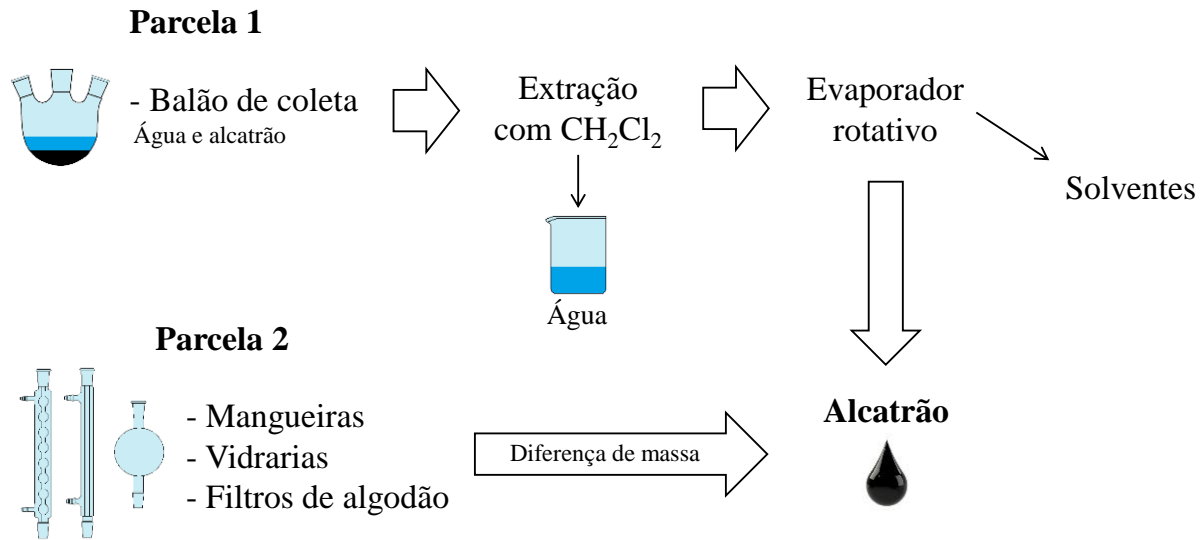 Parcela 1
- Balão de coleta
Água e alcatrão
Extração
com CH₂Cl₂
Evaporador
rotativo
Solventes
Água
Parcela 2
- Mangueiras
- Vidrarias
- Filtros de algodão
Diferença de massa
Alcatrão